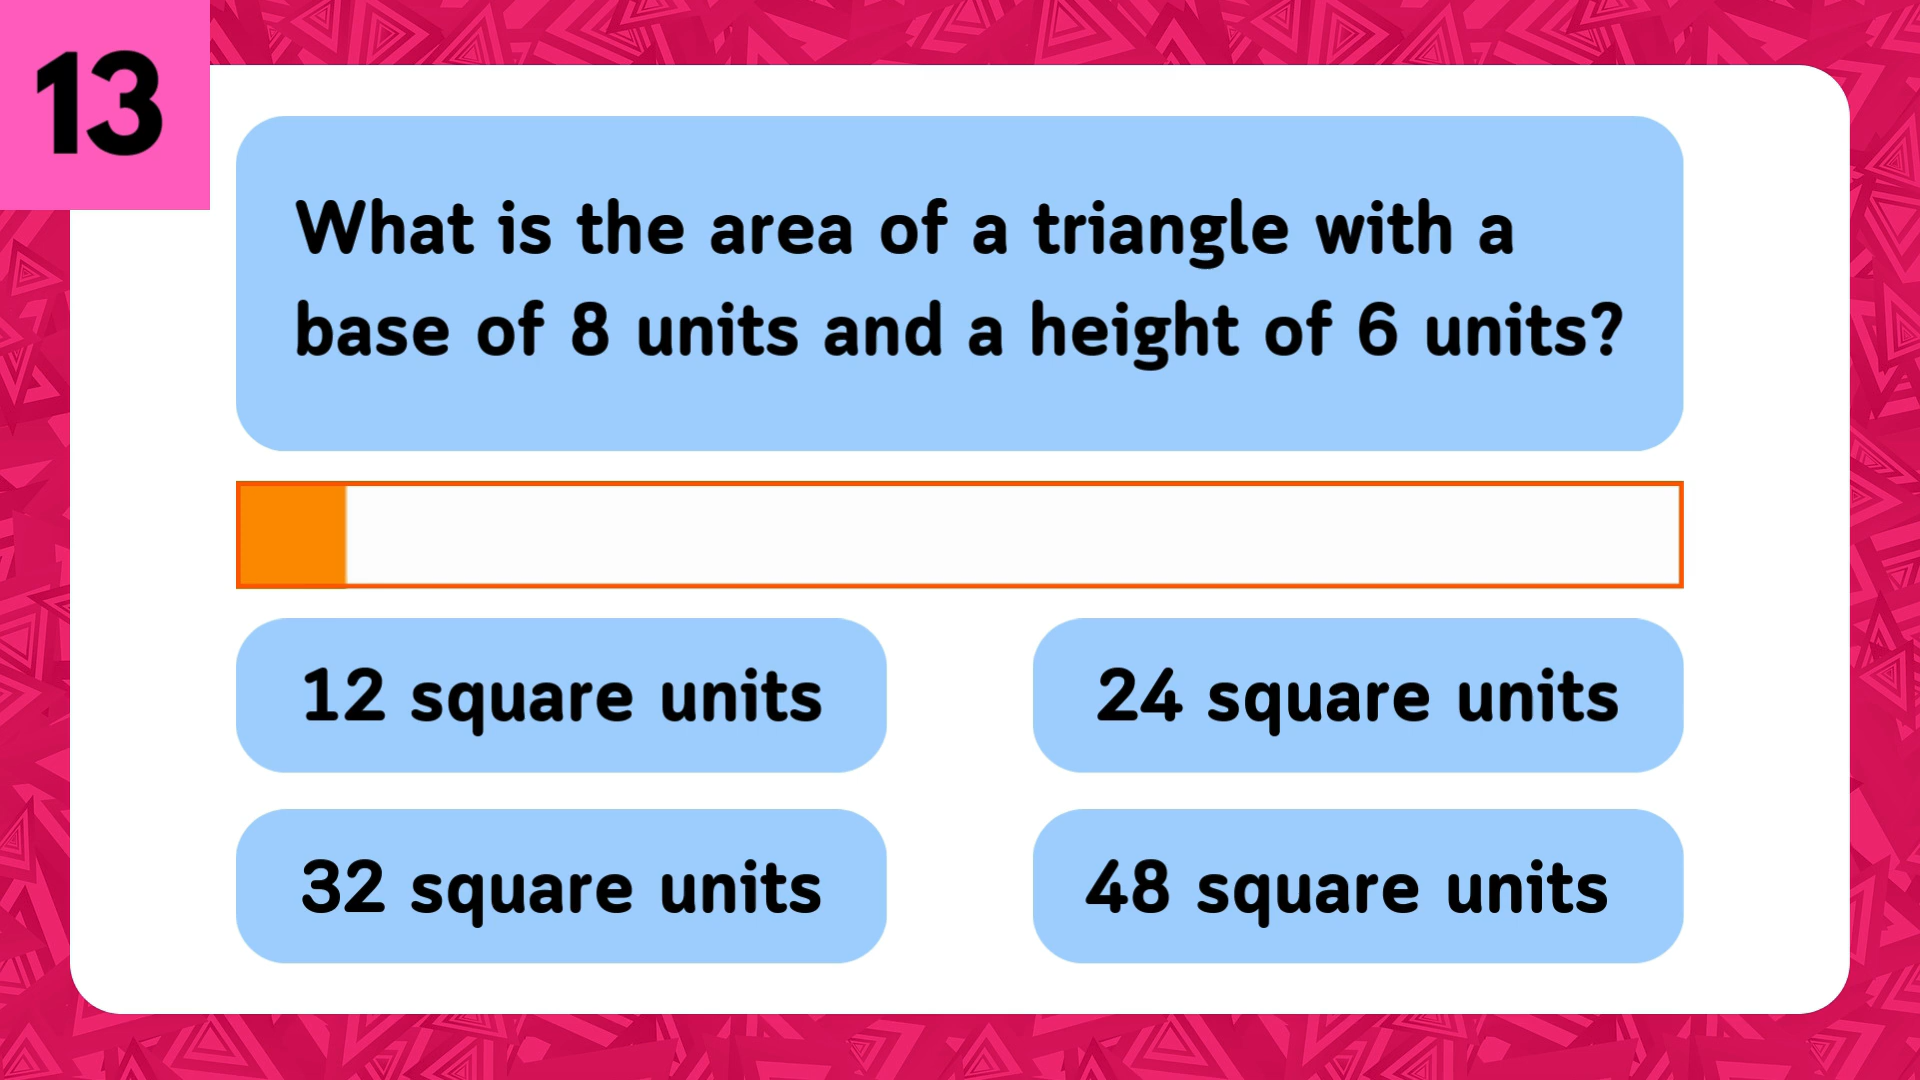 13
What is the area of a triangle with a
base of 8 units and a height of 6 units?
12 square units
24 square units
32 square units
48 square units